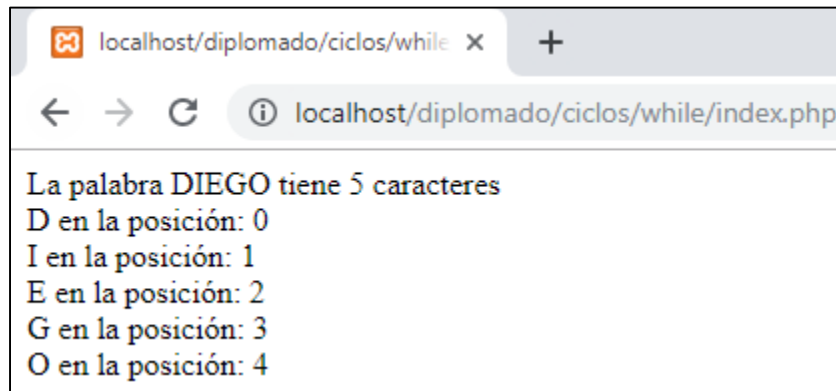 localhost/diplomado/ciclos/while
localhost/diplomado/ciclos/while/index.php
La palabra DIEGO tiene 5 caracteres
D en la posición: 0
I en la posición: 1
E en la posición: 2
G en la posición: 3
O en la posición: 4